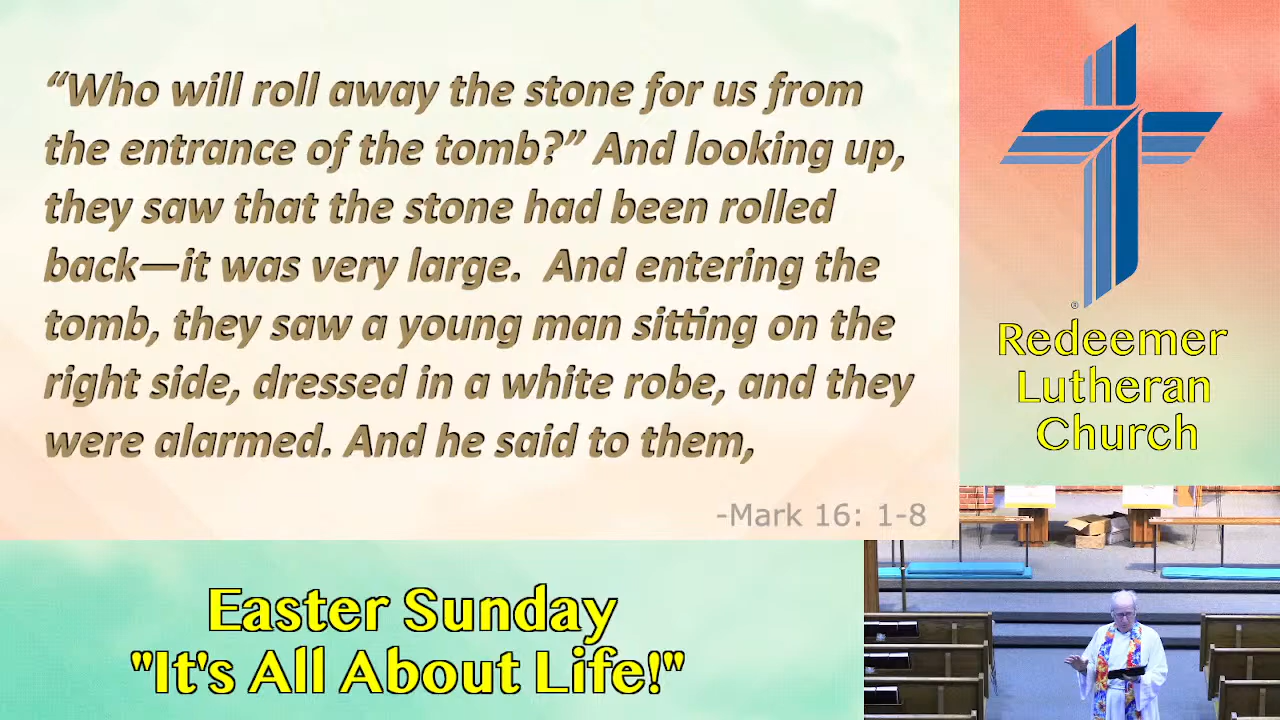 “Who will roll away the stone for us from
the entrance of the tomb?” And looking up,
they saw that the stone had been rolled
back—it was very large.  And entering the
tomb, they saw a young man sitting on the
right side, dressed in a white robe, and they
were alarmed. And he said to them,
-Mark 16: 1-8
Easter Sunday
"It's All About Life!"
®
Redeemer
Lutheran
Church